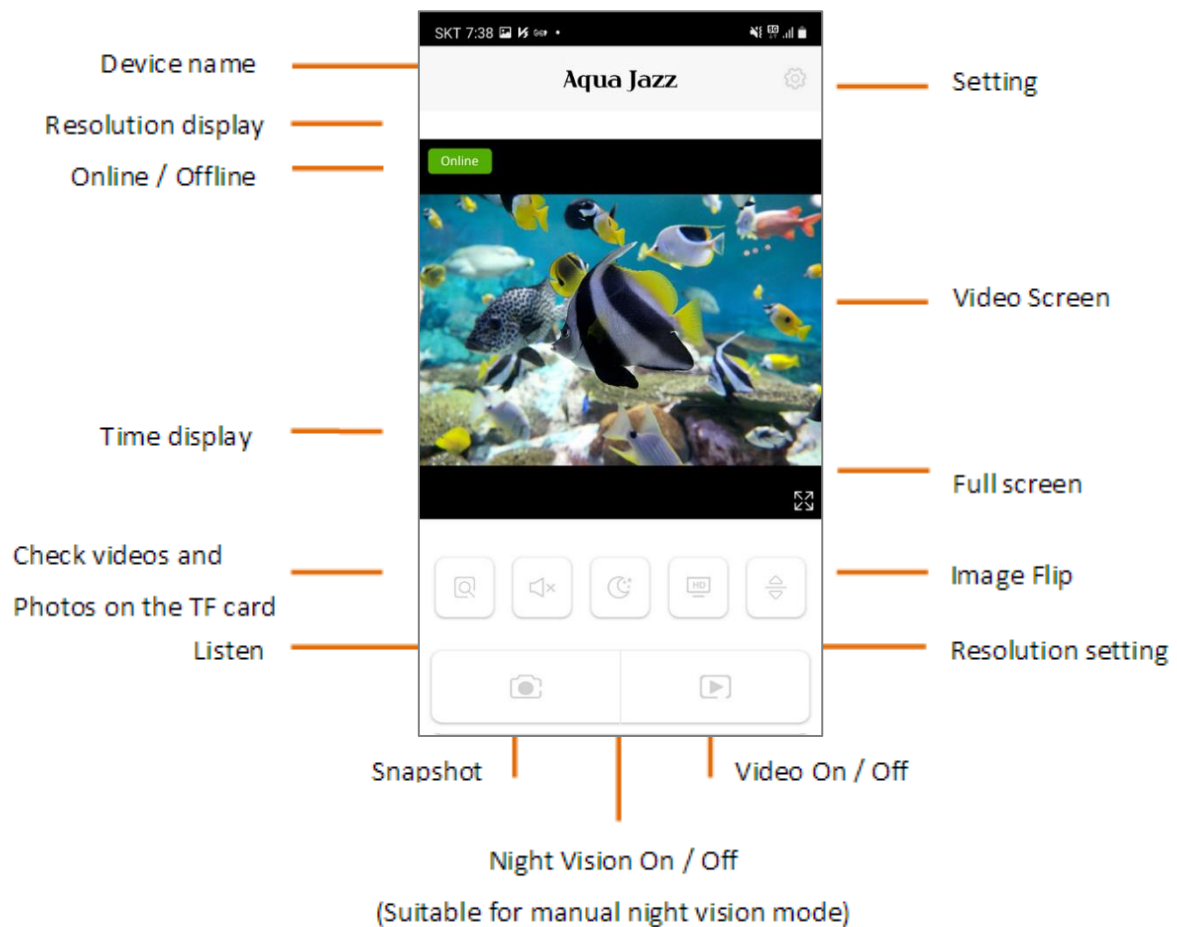 SKT 7:38
Device name
Aqua Jazz
Setting
Resolution display
Online / Offline
Online
Video Screen
Time display
Full screen
Check videos and
Photos on the TF card
HD
Image Flip
Listen
Resolution setting
Snapshot
Video On / Off
Night Vision On / Off
(Suitable for manual night vision mode)